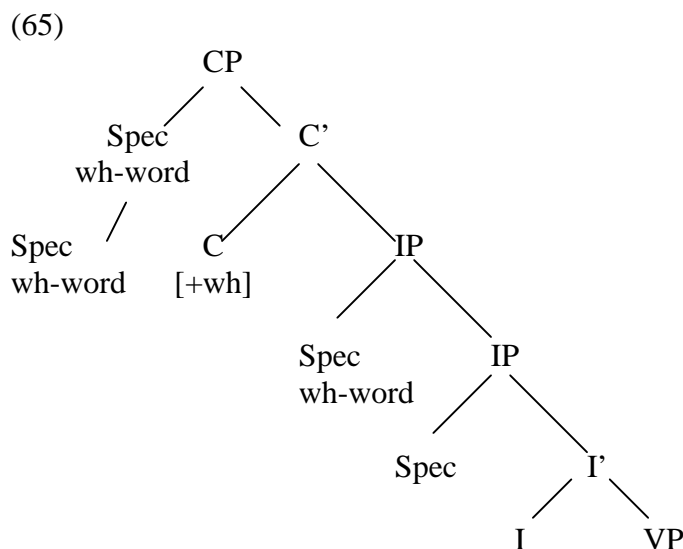 (65)
CP
Spec C’
wh-word
Spec C IP
wh-word [+wh]
Spec IP
wh-word
Spec I’
I VP